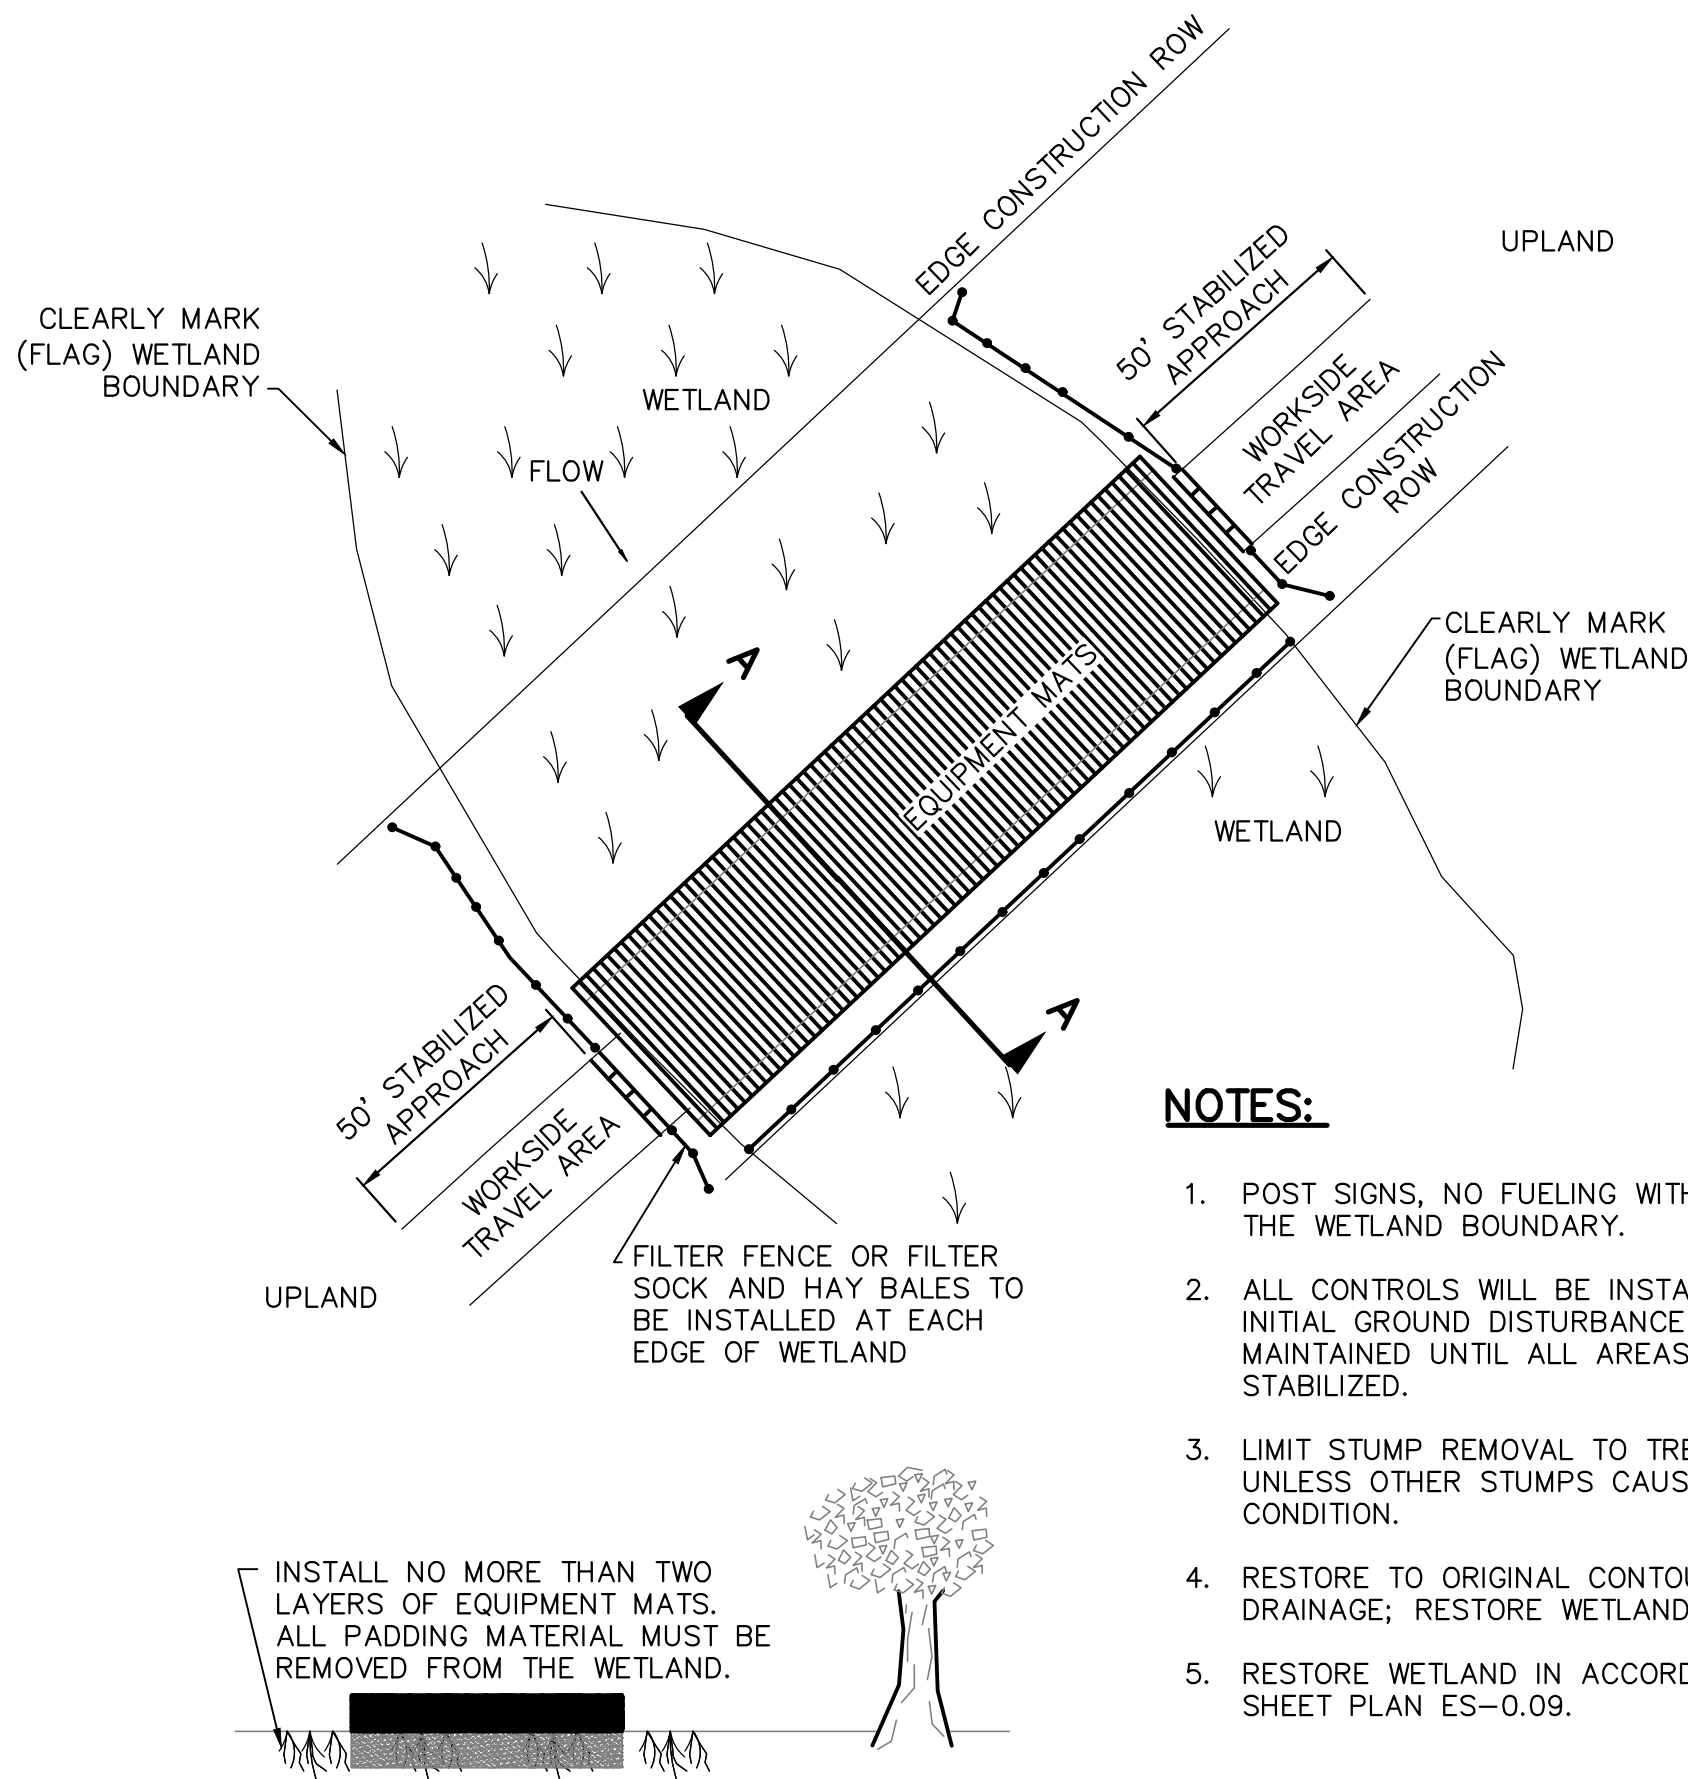 EDGE CONSTRUCTION ROW
UPLAND
50' STABILIZED
APPROACH
CLEARLY MARK
(FLAG) WETLAND
BOUNDARY
WETLAND
WORKSIDE
TRAVEL AREA
EDGE CONSTRUCTION
ROW
FLOW
CLEARLY MARK
(FLAG) WETLAND
BOUNDARY
A
EQUIPMENT MATS
WETLAND
A
50' STABILIZED
APPROACH
WORKSIDE
TRAVEL AREA
UPLAND
FILTER FENCE OR FILTER
SOCK AND HAY BALES TO
BE INSTALLED AT EACH
EDGE OF WETLAND
NOTES:
1. POST SIGNS, NO FUELING
THE WETLAND BOUNDARY.
2. ALL CONTROLS WILL BE
INITIAL GROUND DISTURBANCE
MAINTAINED UNTIL ALL AREAS
STABILIZED.
3. LIMIT STUMP REMOVAL TO
UNLESS OTHER STUMPS
CONDITION.
4. RESTORE TO ORIGINAL
DRAINAGE; RESTORE WETLAND
5. RESTORE WETLAND IN
SHEET PLAN ES-0.09.
INSTALL NO MORE THAN TWO
LAYERS OF EQUIPMENT MATS.
ALL PADDING MATERIAL MUST BE
REMOVED FROM THE WETLAND.